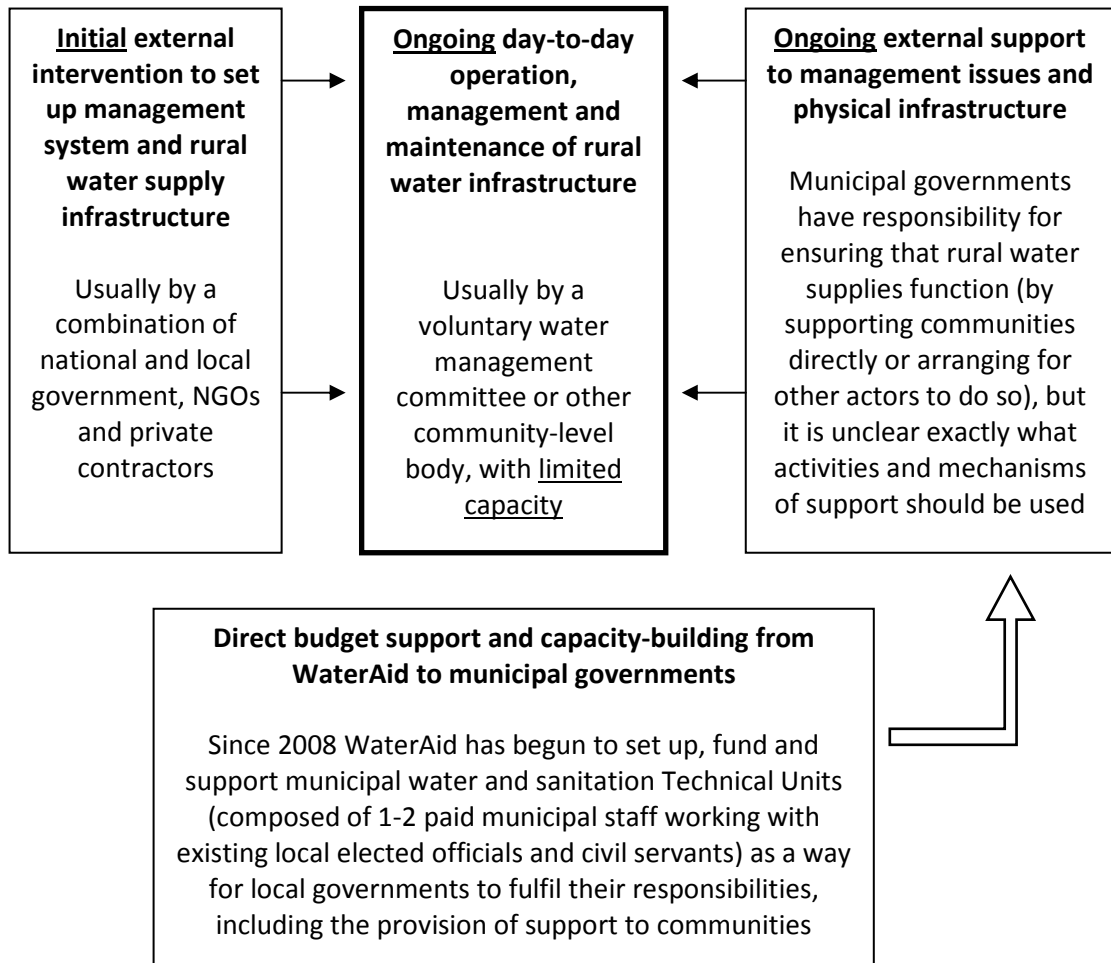 Initial external
intervention to set
up management
system and rural
water supply
infrastructure
Usually by a
combination of
national and local
government, NGOs
and private
contractors
Ongoing day-to-day
operation,
management and
maintenance of rural
water infrastructure
Usually by a
voluntary water
management
committee or other
community-level
body, with limited
capacity
Ongoing external support
to management issues and
physical infrastructure
Municipal governments
have responsibility for
ensuring that rural water
supplies function (by
supporting communities
directly or arranging for
other actors to do so), but
it is unclear exactly what
activities and mechanisms
of support should be used
Direct budget support and capacity-building from
WaterAid to municipal governments
Since 2008 WaterAid has begun to set up, fund and
support municipal water and sanitation Technical Units
(composed of 1-2 paid municipal staff working with
existing local elected officials and civil servants) as a way
for local governments to fulfil their responsibilities,
including the provision of support to communities